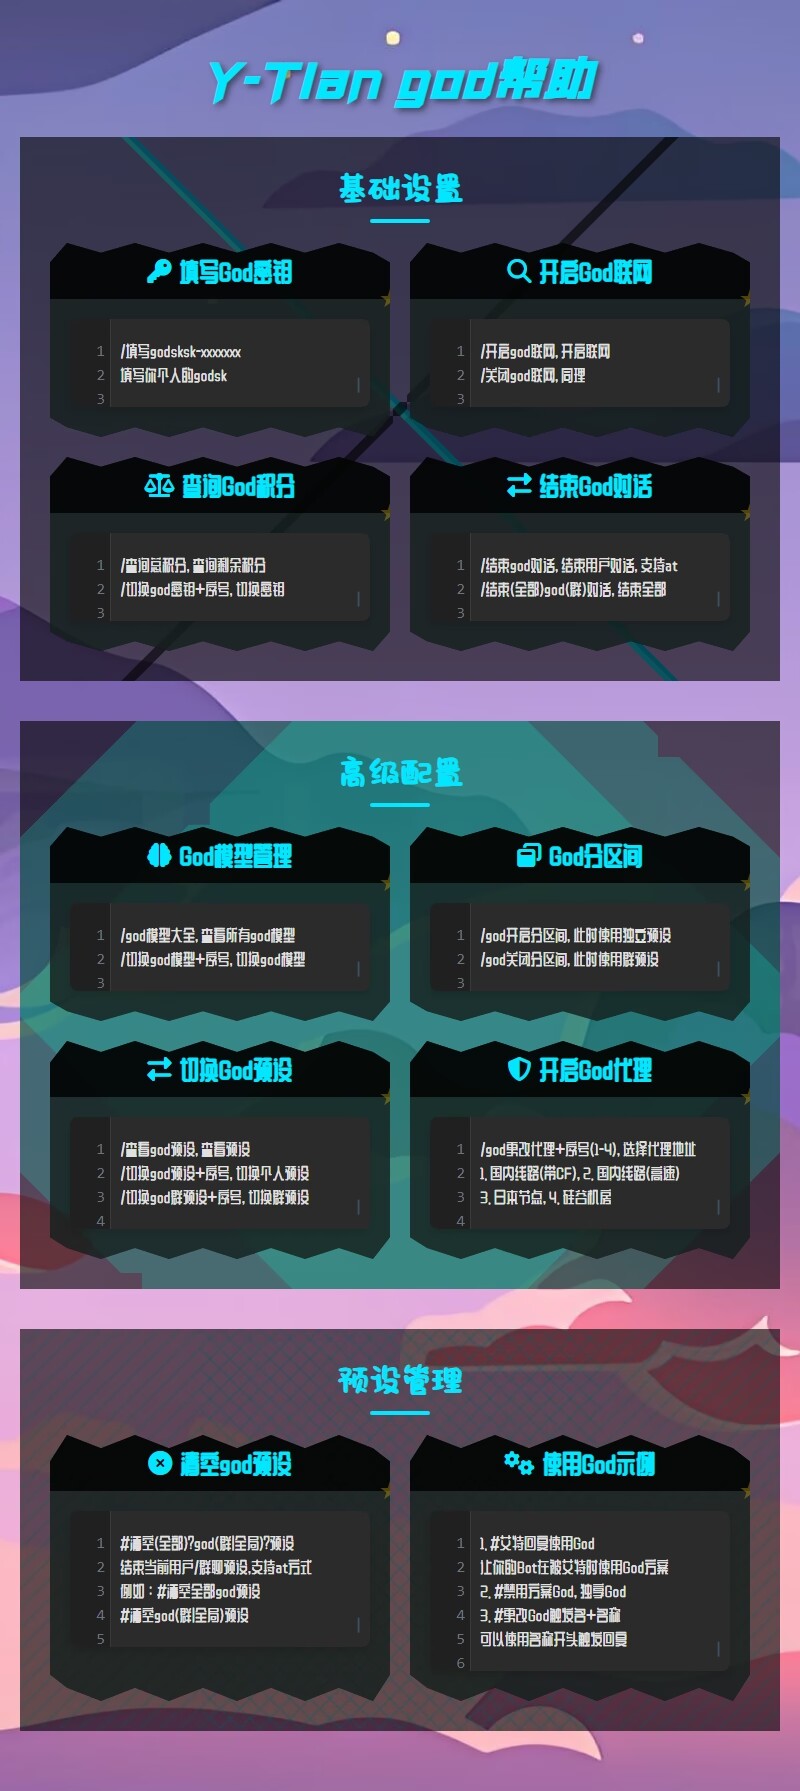 Y-Tian god帮助
基础设置
填写God密钥
1 /填写godsksk-xxxxxxx
2 填写你个人的godsk
3
开启God联网
1 /开启god联网, 开启联网
2 /关闭god联网, 同理
3
查询God积分
1 /查询总积分, 查询剩余积分
2 /切换god密钥+序号, 切换密钥
3
结束God对话
1 /结束god对话, 结束用户对话, 支持at
2 /结束(全部)god(群)对话, 结束全部
3
高级配置
God模型管理
1 /god模型大全, 查看所有god模型
2 /切换god模型+序号, 切换god模型
3
God分区间
1 /god开启分区间, 此时使用独立预设
2 /god关闭分区间, 此时使用群预设
3
切换God预设
1 /查看god预设, 查看预设
2 /切换god预设+序号, 切换个人预设
3 /切换god群预设+序号, 切换群预设
4
开启God代理
1 /god更改代理+序号(1-4), 选择代理地址
2 1. 国内线路(带CF), 2. 国内线路(高速)
3 3. 日本节点, 4. 硅谷机房
4
预设管理
清空god预设
1 #清空(全部)?god(群|全局)?预设
2 结束当前用户/群聊预设,支持at方式
3 例如：#清空全部god预设
4 #清空god(群|全局)预设
5
使用God示例
1 1. #艾特回复使用God
2 让你的Bot在被艾特时使用God方案
3 2. #禁用方案God, 独享God
4 3. #更改God触发名+名称
5 可以使用名称开头触发回复
6